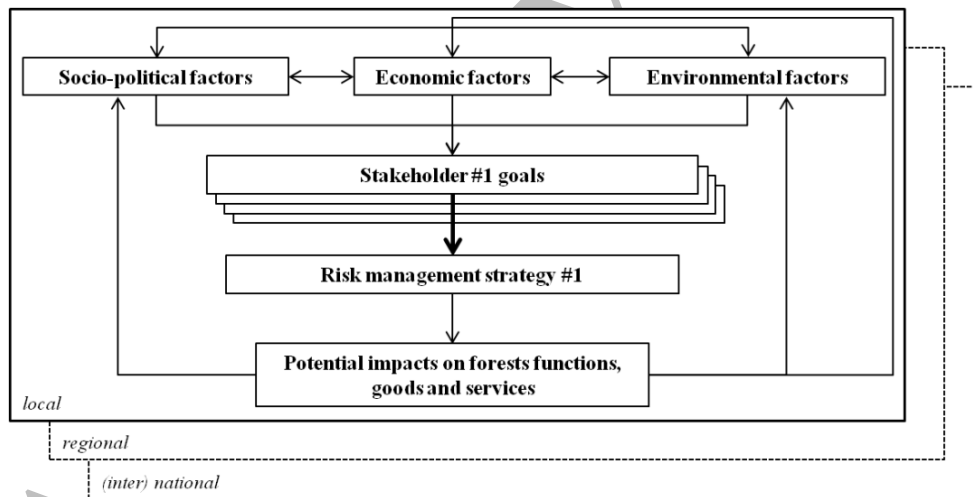 Socio-political factors
Economic factors
Environmental factors
Stakeholder #1 goals
Risk management strategy #1
Potential impacts on forests functions,
goods and services
local
regional
(inter) national